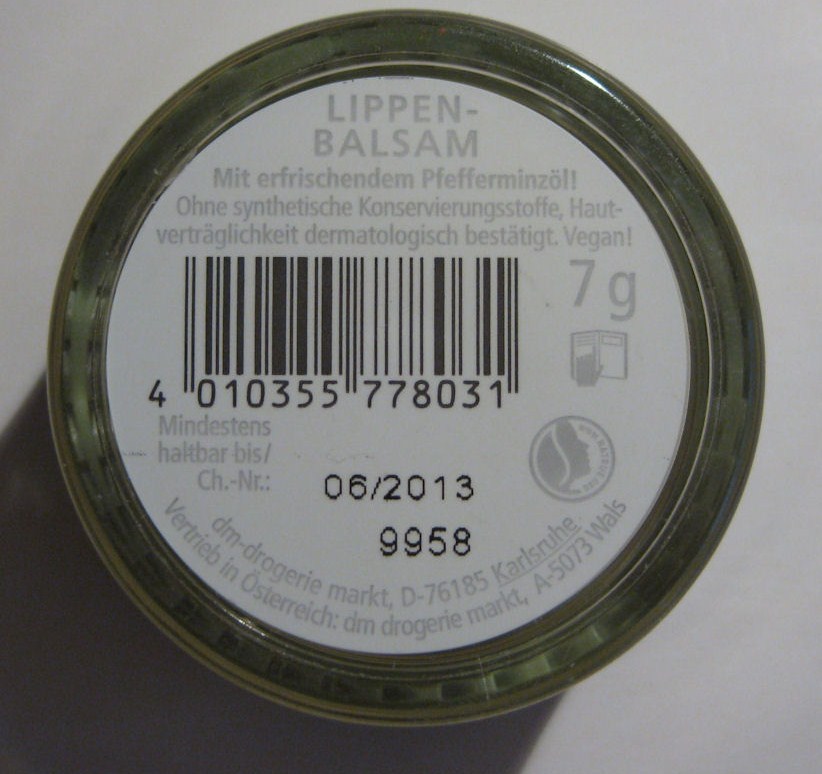 LIPPEN-
BALSAM
Mit erfrischendem Pfefferminzöl!
Ohne synthetische Konservierungsstoffe, Haut-
verträglichkeit dermatologisch bestätigt. Vegan!
7 g
4 010355 778031
Mindestens
haltbar bis/
Ch.-Nr.:
06/2013
9958
dm-drogerie markt, D-76185 Karlsruhe
Vertrieb in Österreich: dm drogerie markt, A-5073 Wals